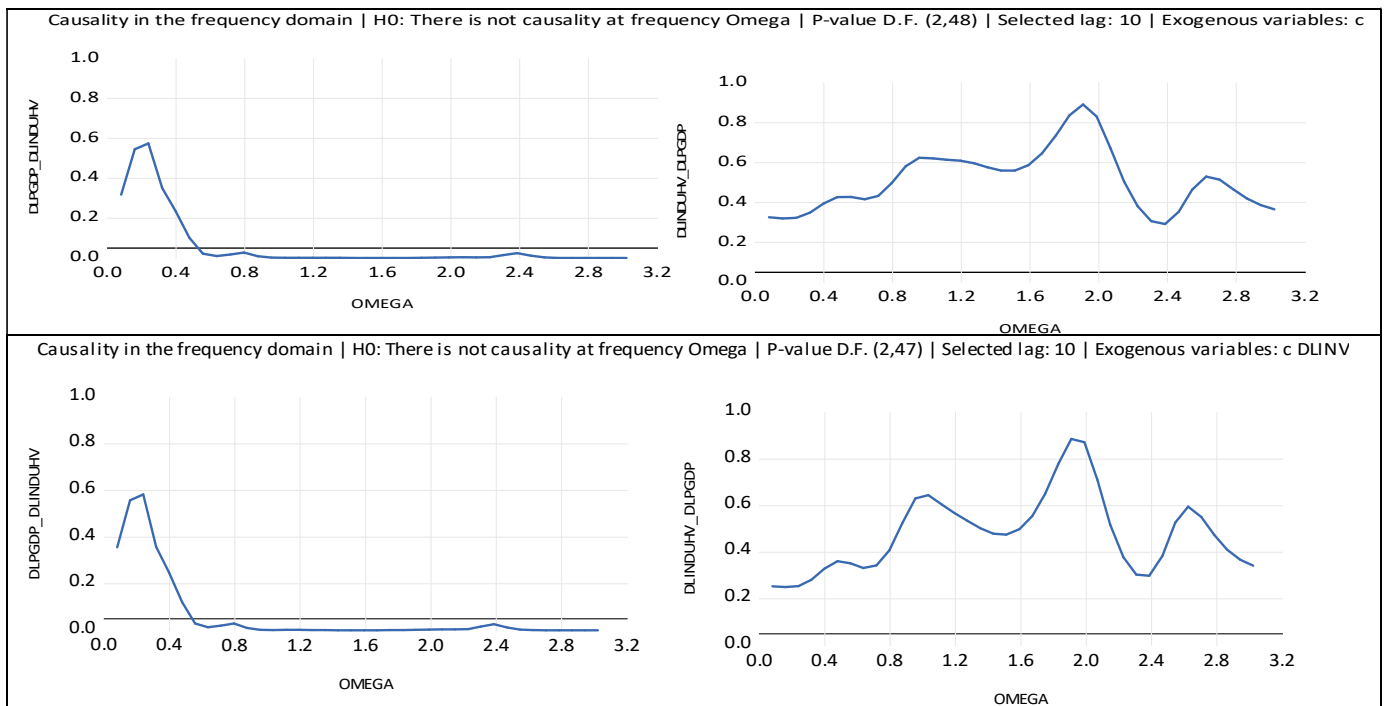 Causality in the frequency domain | H0: There is not causality at frequency Omega | P-value D.F. (2,48) | Selected lag: 10 | Exogenous variables: c
DLPGDP_DLINDUHV
1.0
0.8
0.6
0.4
0.2
0.0
0.0 0.4 0.8 1.2 1.6 2.0 2.4 2.8 3.2
OMEGA
DLINDUHV_DLPGDP
1.0
0.8
0.6
0.4
0.2
0.0
0.0 0.4 0.8 1.2 1.6 2.0 2.4 2.8 3.2
OMEGA
Causality in the frequency domain | H0: There is not causality at frequency Omega | P-value D.F. (2,47) | Selected lag: 10 | Exogenous variables: c DLINV
DLPGDP_DLINDUHV
1.0
0.8
0.6
0.4
0.2
0.0
0.0 0.4 0.8 1.2 1.6 2.0 2.4 2.8 3.2
OMEGA
DLINDUHV_DLPGDP
1.0
0.8
0.6
0.4
0.2
0.0
0.0 0.4 0.8 1.2 1.6 2.0 2.4 2.8 3.2
OMEGA